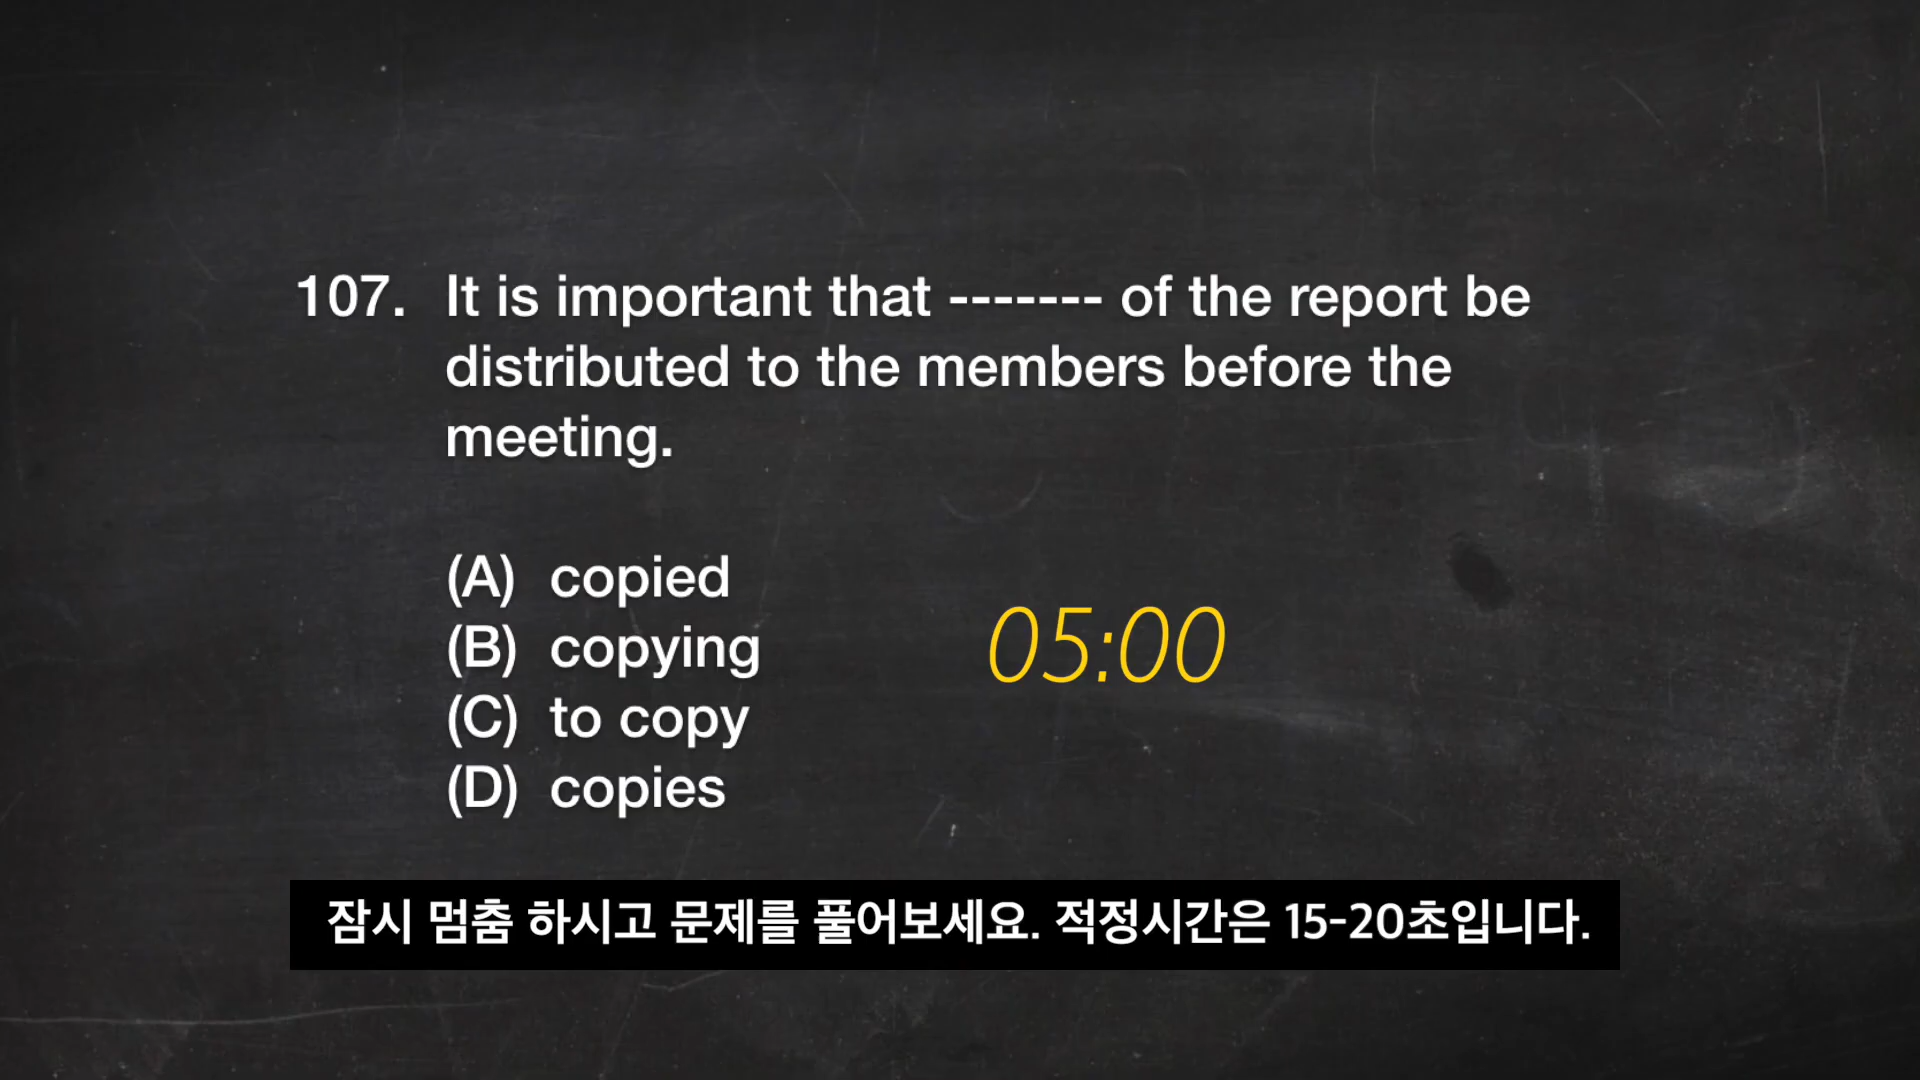 107. It is important that ------- of the report be
distributed to the members before the
meeting.
(A) copied
(B) copying
(C) to copy
(D) copies
05:00
잠시 멈춤 하시고 문제를 풀어보세요. 적정시간은 15-20초입니다.